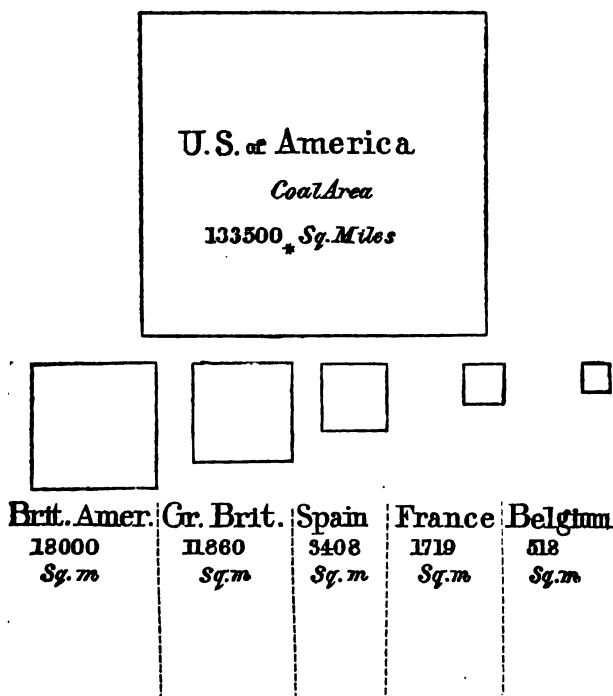 U.S. of America
Coal Area
133500* Sq. Miles
Brit. Amer. Gr. Brit. Spain France Belgium
18000 11860 3408 1719 518
Sq. m Sq. m Sq. m Sq. m Sq. m